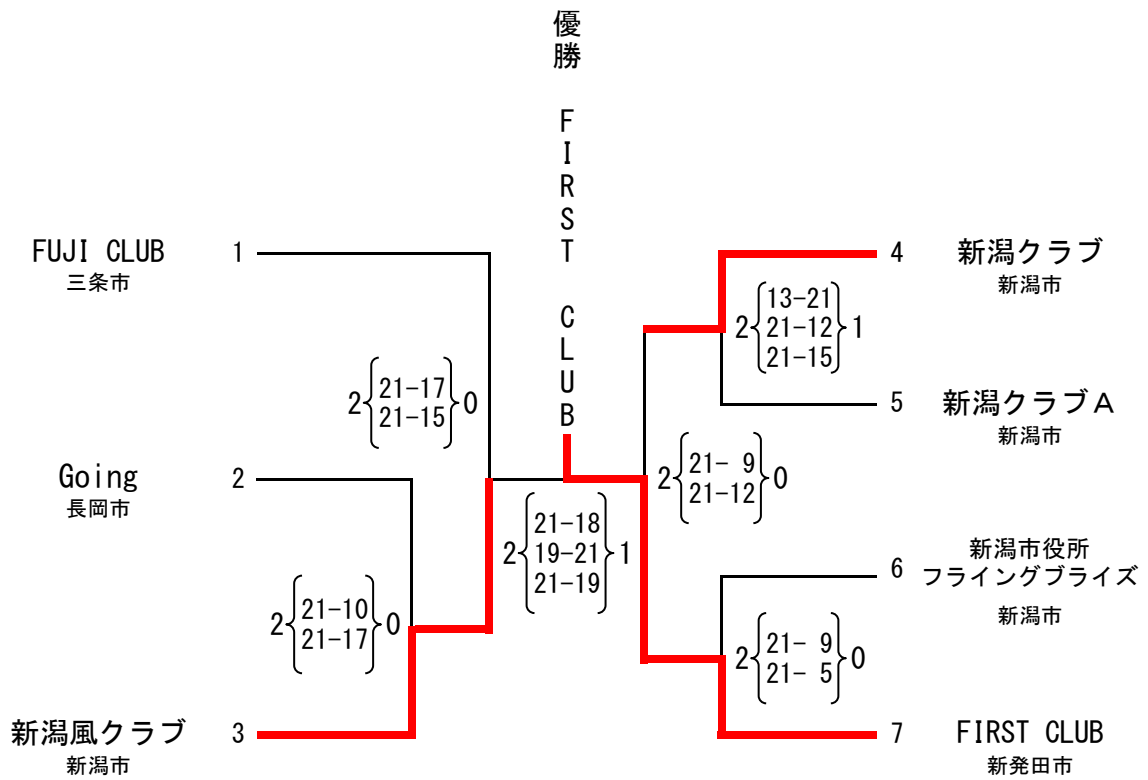 優勝 FIRST CLUB
FUJI CLUB 1
三条市
2 21-17 0
21-15
Going 2
長岡市
2 21-10 0
21-17
新潟風クラブ 3
新潟市
21-18
2 19-21 1
21-19
4 新潟クラブ
新潟市
13-21
2 21-12 1
21-15
5 新潟クラブA
新潟市
2 21- 9 0
21-12
6 新潟市役所
フライングブライズ
新潟市
2 21- 9 0
21- 5
7 FIRST CLUB
新発田市